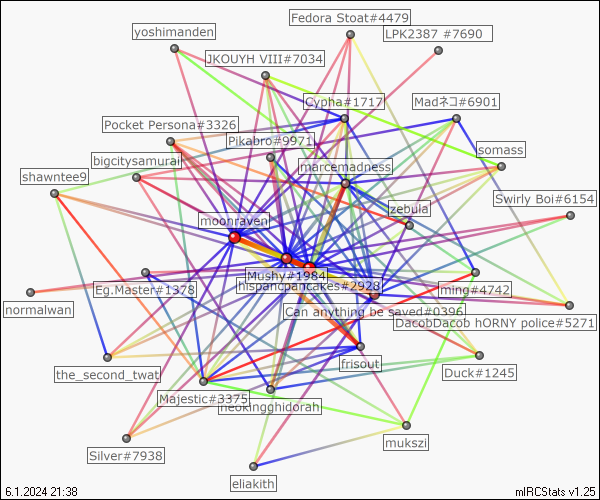 Fedora Stoat#4479
yoshimanden
LPK2387 #7690
JKOUYH VIII#7034
Cypha#1717
Madネコ#6901
Pocket Persona#3326
Pikabro#9971
somass
bigcitysamurai
marcemadness
shawntee9
Swirly Boi#6154
zebula
moonraven
Mushy#1984
ming#4742
Eg.Master#1378
hispancpancakes#2928
normalwan
Can anything be saved#0396
DacobDacob hORNY police#5271
frisout
the_second_twat
Duck#1245
Majestic#3375
neokingghidorah
mukszi
Silver#7938
eliakith
6.1.2024 21:38
mIRCStats v1.25